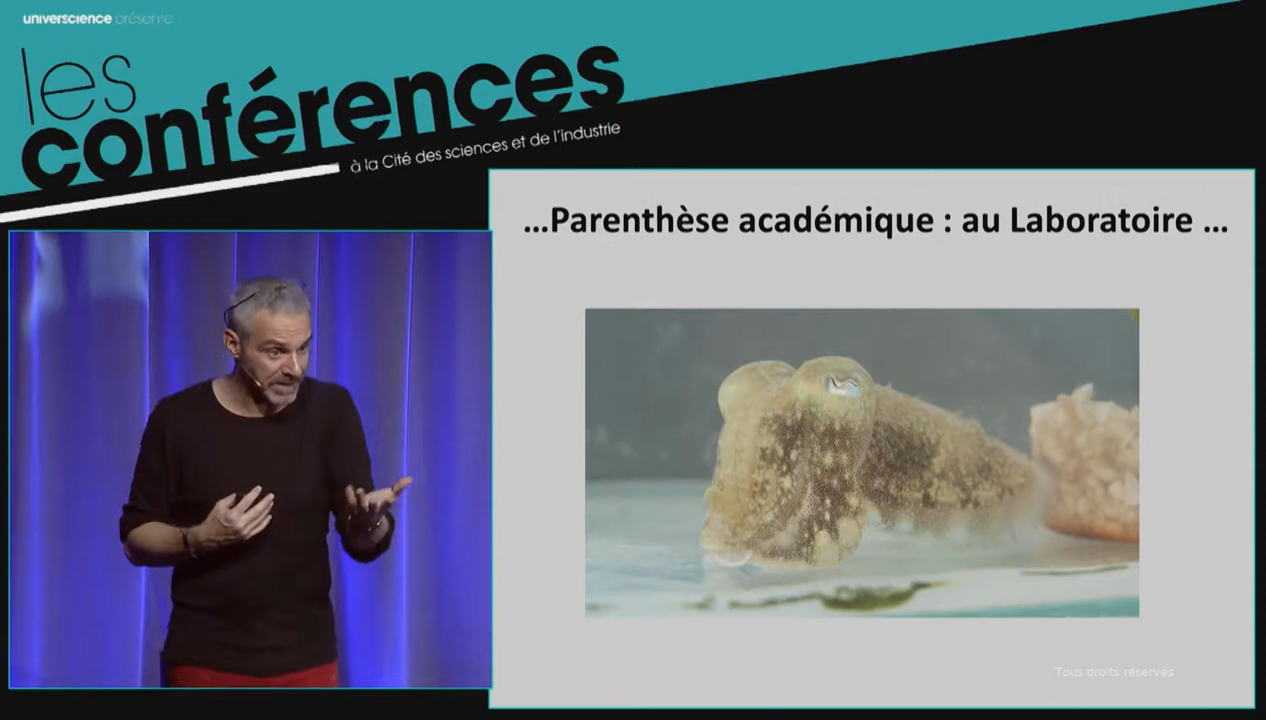 universcience présente
les
conférences
à la Cité des sciences et de l'industrie
...Parenthèse académique : au Laboratoire ...
Tous droits réservés